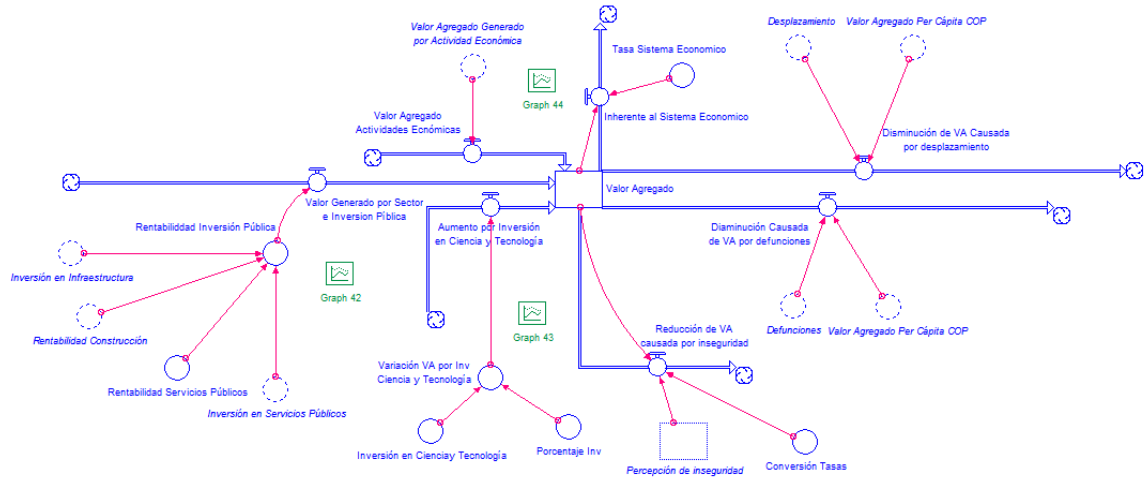 Desplazamiento
Valor Agregado Per Cápita COP
Valor Agregado Generado
por Actividad Económica
Tasa Sistema Economico
Graph 44
Inherente al Sistema Economico
Valor Agregado
Actividades Enómicas
Disminución de VA Causada
por desplazamiento
Valor Agregado
Valor Generado por Sector
e Inversion Piblica
Rentabiliddad Inversión Pública
Aumento por Inversión
en Ciencia y Tecnología
Diaminución Causada
de VA por defunciones
Inversión en Infraestructura
Graph 42
Graph 43
Rentabilidad Construcción
Defunciones
Valor Agregado Per Cápita COP
Reducción de VA
causada por inseguridad
Variación VA por Inv
Ciencia y Tecnología
Rentabilidad Servicios Públicos
Inversión en Servicios Públicos
Inversión en Cienciay Tecnología
Porcentaje Inv
Percepción de inseguridad
Conversión Tasas